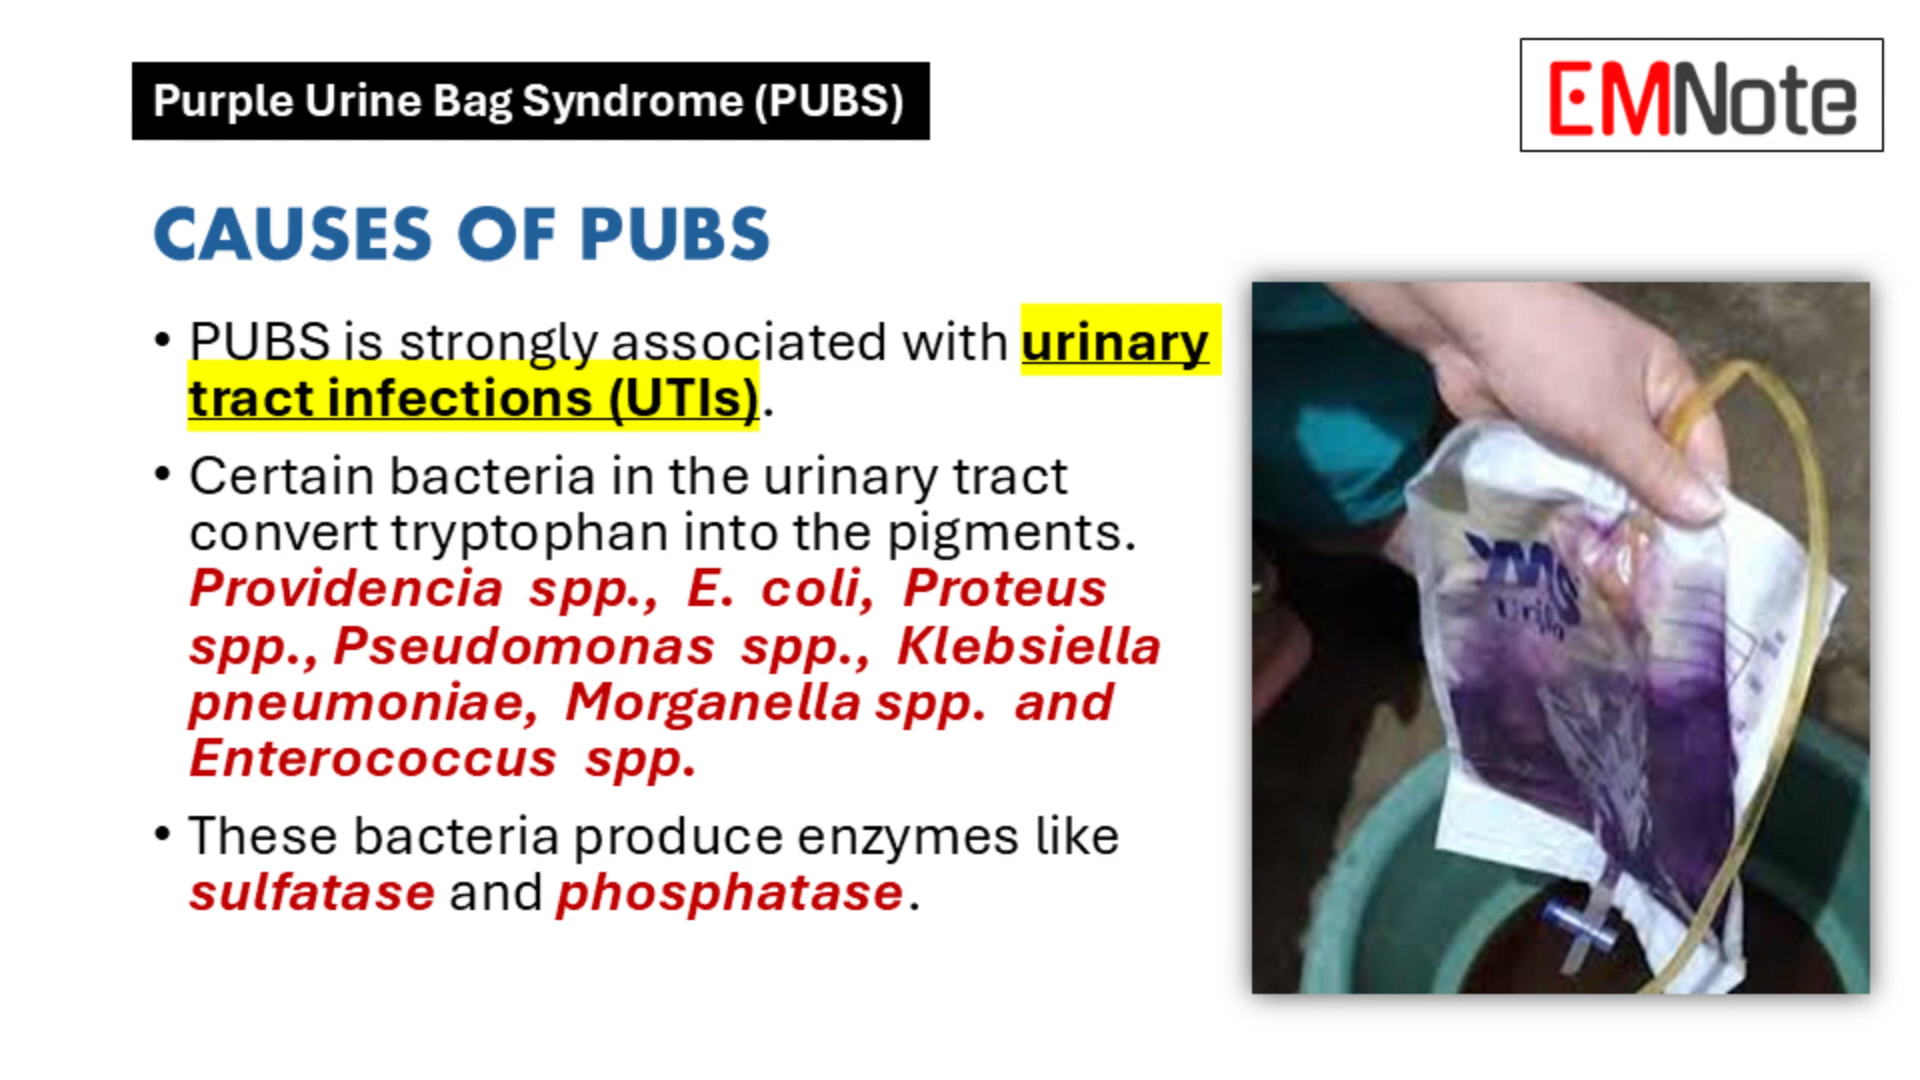 Purple Urine Bag Syndrome (PUBS)
EMNote
CAUSES OF PUBS
• PUBS is strongly associated with urinary
tract infections (UTIs).
• Certain bacteria in the urinary tract
convert tryptophan into the pigments.
Providencia spp., E. coli, Proteus
spp., Pseudomonas spp., Klebsiella
pneumoniae, Morganella spp. and
Enterococcus spp.
• These bacteria produce enzymes like
sulfatase and phosphatase.